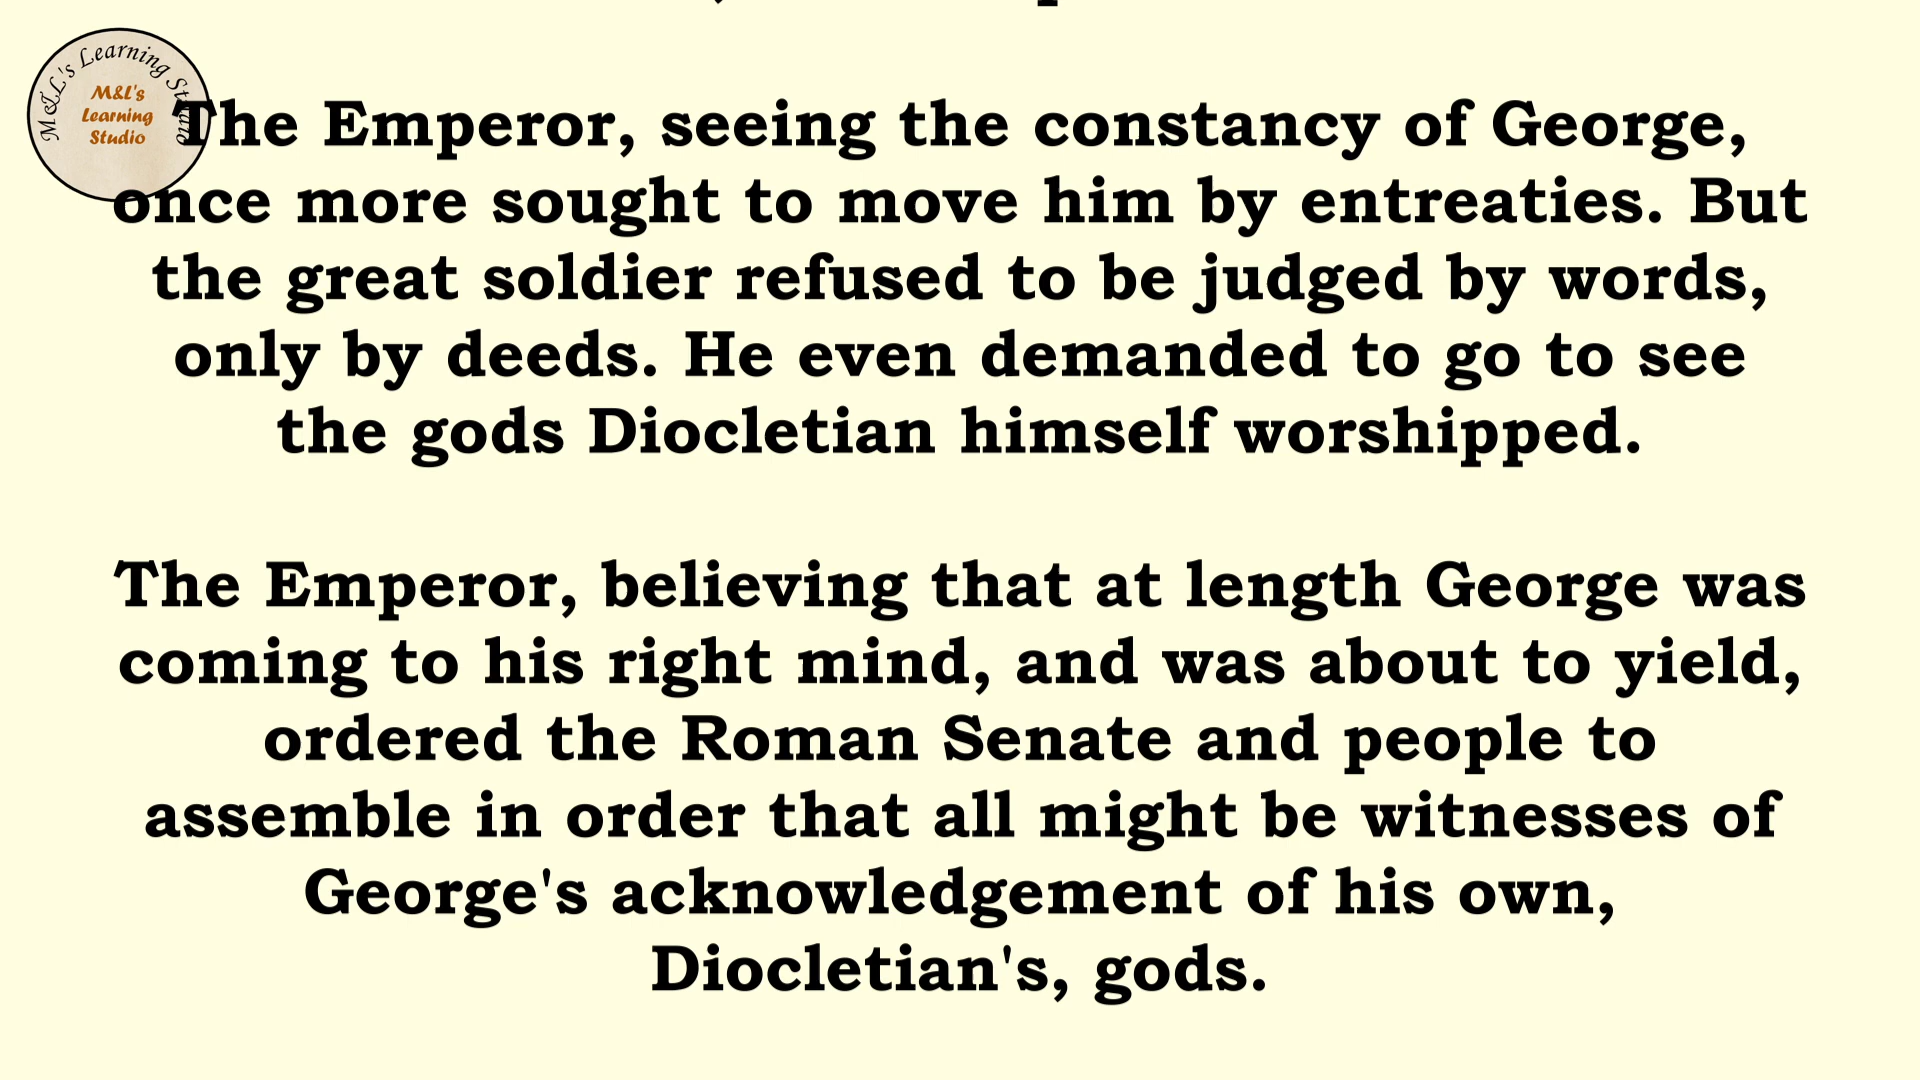 M&L's Learning Studio
M&L's
Learning
Studio
The Emperor, seeing the constancy of George,
once more sought to move him by entreaties. But
the great soldier refused to be judged by words,
only by deeds. He even demanded to go to see
the gods Diocletian himself worshipped.
The Emperor, believing that at length George was
coming to his right mind, and was about to yield,
ordered the Roman Senate and people to
assemble in order that all might be witnesses of
George's acknowledgement of his own,
Diocletian's, gods.